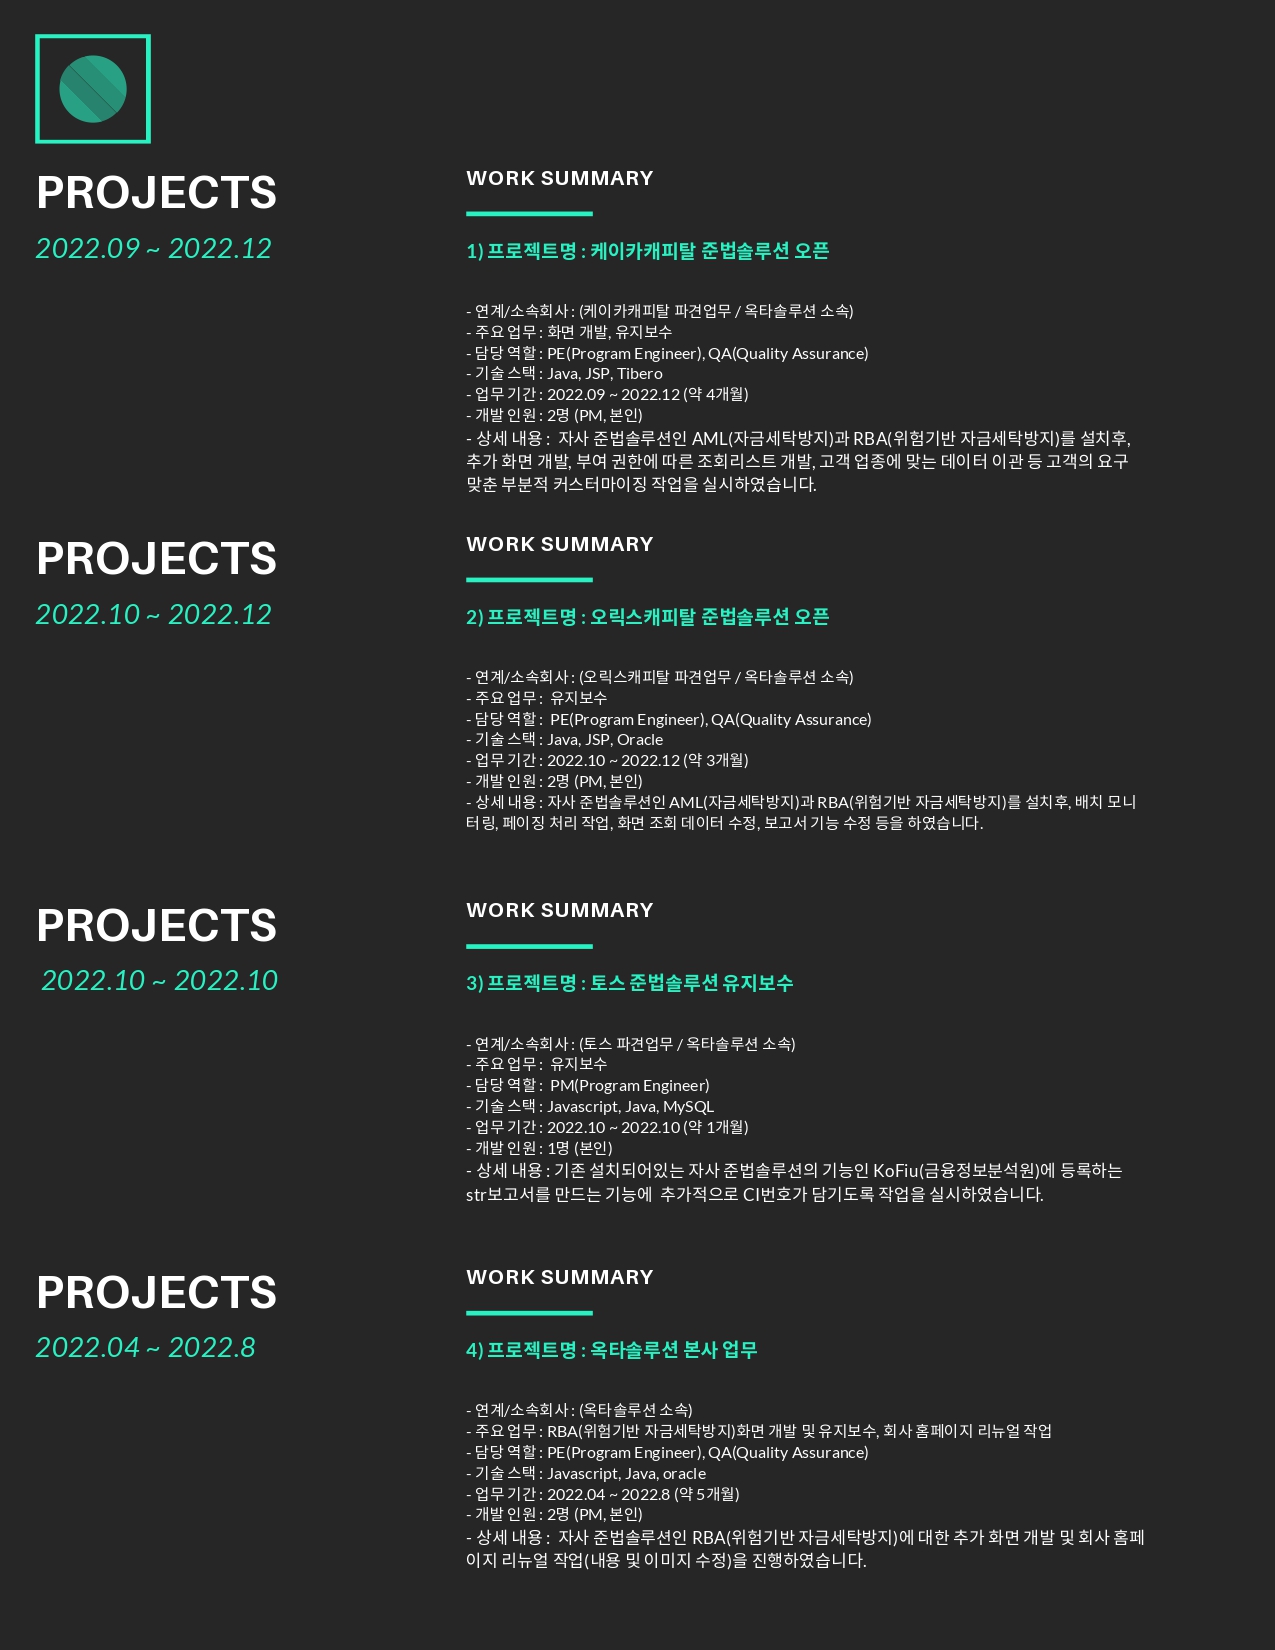 PROJECTS
2022.09 ~ 2022.12
WORK SUMMARY
1) 프로젝트명 : 케이카캐피탈 준법솔루션 오픈
- 연계/소속회사 : (케이카캐피탈 파견업무 / 옥타솔루션 소속)
- 주요 업무 : 화면 개발, 유지보수
- 담당 역할 : PE(Program Engineer), QA(Quality Assurance)
- 기술 스택 : Java, JSP, Tibero
- 업무 기간 : 2022.09 ~ 2022.12 (약 4개월)
- 개발 인원 : 2명 (PM, 본인)
- 상세 내용 : 자사 준법솔루션인 AML(자금세탁방지)과 RBA(위험기반 자금세탁방지)를 설치후,
추가 화면 개발, 부여 권한에 따른 조회리스트 개발, 고객 업종에 맞는 데이터 이관 등 고객의 요구
맞춘 부분적 커스터마이징 작업을 실시하였습니다.
PROJECTS
2022.10 ~ 2022.12
WORK SUMMARY
2) 프로젝트명 : 오릭스캐피탈 준법솔루션 오픈
- 연계/소속회사 : (오릭스캐피탈 파견업무 / 옥타솔루션 소속)
- 주요 업무 : 유지보수
- 담당 역할 : PE(Program Engineer), QA(Quality Assurance)
- 기술 스택 : Java, JSP, Oracle
- 업무 기간 : 2022.10 ~ 2022.12 (약 3개월)
- 개발 인원 : 2명 (PM, 본인)
- 상세 내용 : 자사 준법솔루션인 AML(자금세탁방지)과 RBA(위험기반 자금세탁방지)를 설치후, 배치 모니
터링, 페이징 처리 작업, 화면 조회 데이터 수정, 보고서 기능 수정 등을 하였습니다.
PROJECTS
2022.10 ~ 2022.10
WORK SUMMARY
3) 프로젝트명 : 토스 준법솔루션 유지보수
- 연계/소속회사 : (토스 파견업무 / 옥타솔루션 소속)
- 주요 업무 : 유지보수
- 담당 역할 : PM(Program Engineer)
- 기술 스택 : Javascript, Java, MySQL
- 업무 기간 : 2022.10 ~ 2022.10 (약 1개월)
- 개발 인원 : 1명 (본인)
- 상세 내용 : 기존 설치되어있는 자사 준법솔루션의 기능인 KoFiu(금융정보분석원)에 등록하는
str보고서를 만드는 기능에 추가적으로 CI번호가 담기도록 작업을 실시하였습니다.
PROJECTS
2022.04 ~ 2022.8
WORK SUMMARY
4) 프로젝트명 : 옥타솔루션 본사 업무
- 연계/소속회사 : (옥타솔루션 소속)
- 주요 업무 : RBA(위험기반 자금세탁방지)화면 개발 및 유지보수, 회사 홈페이지 리뉴얼 작업
- 담당 역할 : PE(Program Engineer), QA(Quality Assurance)
- 기술 스택 : Javascript, Java, oracle
- 업무 기간 : 2022.04 ~ 2022.8 (약 5개월)
- 개발 인원 : 2명 (PM, 본인)
- 상세 내용 : 자사 준법솔루션인 RBA(위험기반 자금세탁방지)에 대한 추가 화면 개발 및 회사 홈페
이지 리뉴얼 작업(내용 및 이미지 수정)을 진행하였습니다.